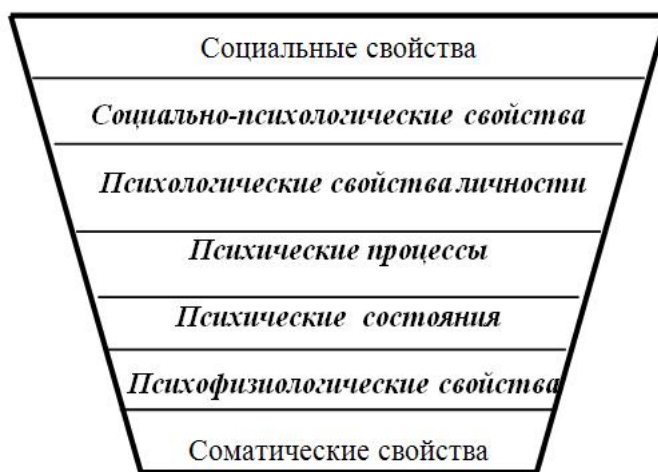 Социальные свойства
Социально-психологические свойства
Психологические свойства личности
Психические процессы
Психические состояния
Психофизиологические свойства
Соматические свойства